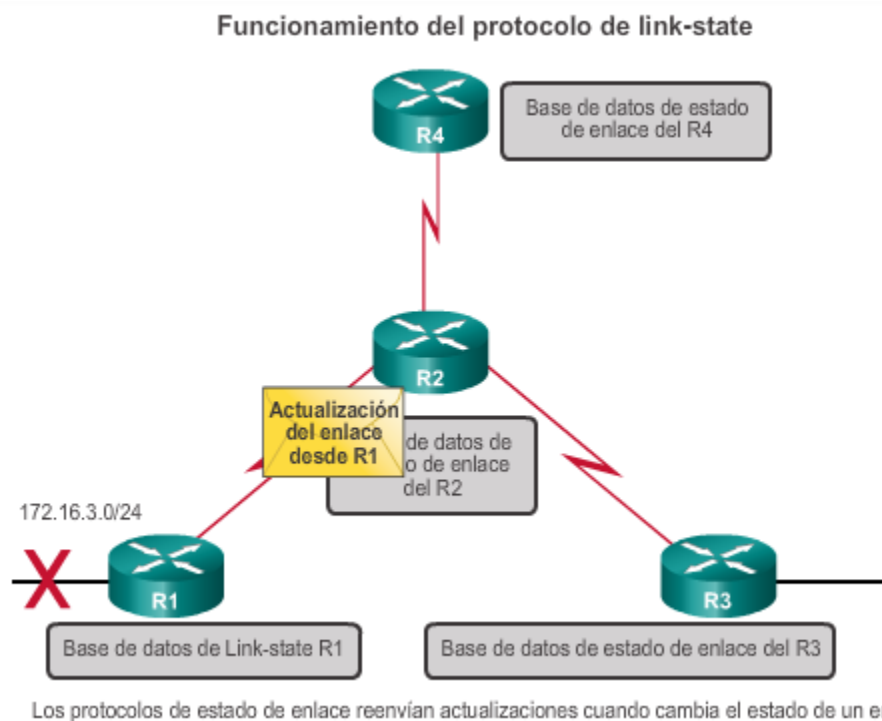 Funcionamiento del protocolo de link-state
R4
Base de datos de estado
de enlace del R4
R2
Actualización
del enlace
desde R1
de datos de
de enlace
del R2
172.16.3.0/24
R1
R3
Base de datos de Link-state R1
Base de datos de estado de enlace del R3
Los protocolos de estado de enlace reenvían actualizaciones cuando cambia el estado de un